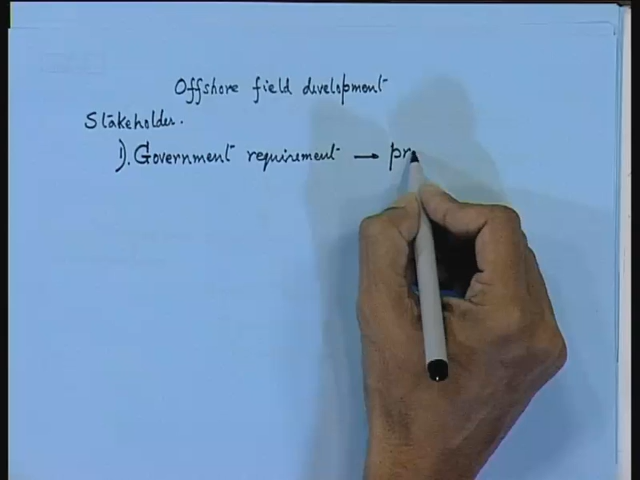 Offshore field development
Stakeholder.
1). Government requirement → pr